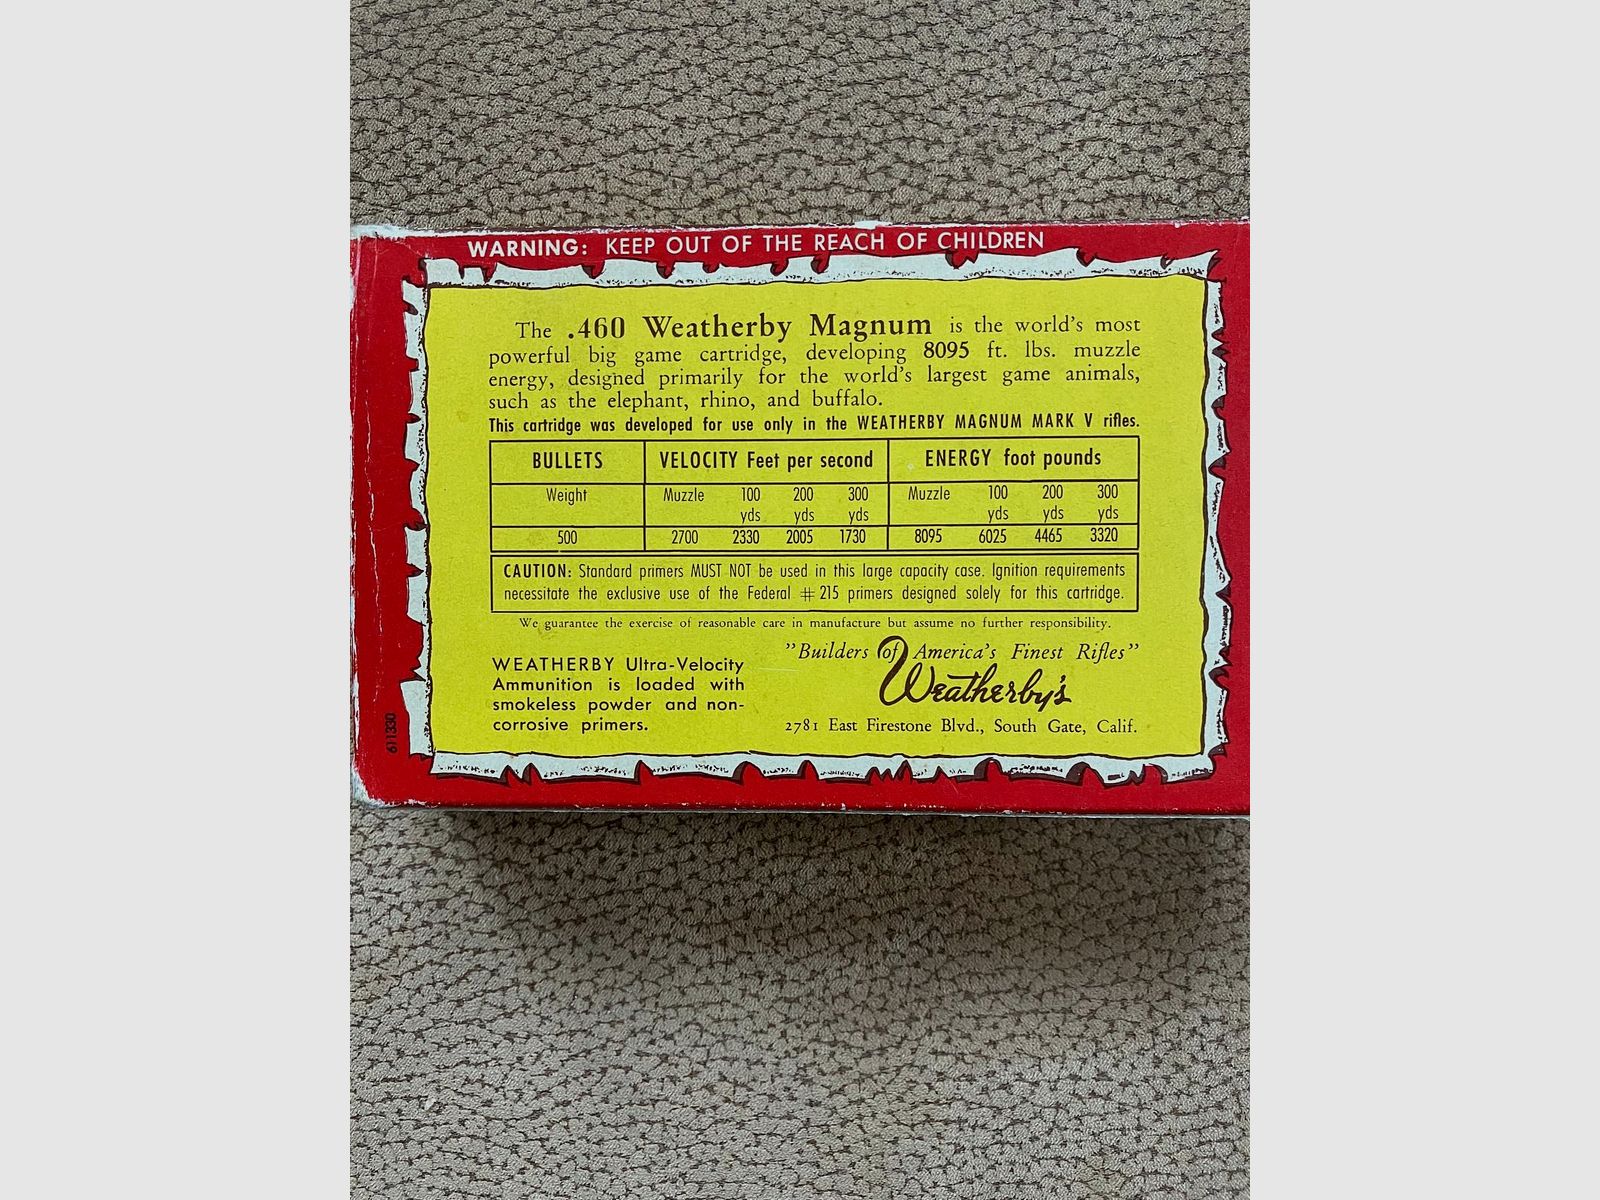 WARNING: KEEP OUT OF THE REACH OF CHILDREN
The .460 Weatherby Magnum is the world's most
powerful big game cartridge, developing 8095 ft. lbs. muzzle
energy, designed primarily for the world's largest game animals,
such as the elephant, rhino, and buffalo.
This cartridge was developed for use only in the WEATHERBY MAGNUM MARK V rifles.
BULLETS VELOCITY Feet per second ENERGY foot pounds
Weight Muzzle 100 200 300 Muzzle 100 200 300
yds yds yds yds yds yds
500 2700 2330 2005 1730 8095 6025 4465 3320
CAUTION: Standard primers MUST NOT be used in this large capacity case. Ignition requirements
necessitate the exclusive use of the Federal # 215 primers designed solely for this cartridge.
We guarantee the exercise of reasonable care in manufacture but assume no further responsibility.
WEATHERBY Ultra-Velocity
Ammunition is loaded with
smokeless powder and non-
corrosive primers.
"Builders of America's Finest Rifles"
Weatherby's
2781 East Firestone Blvd., South Gate, Calif.
611330